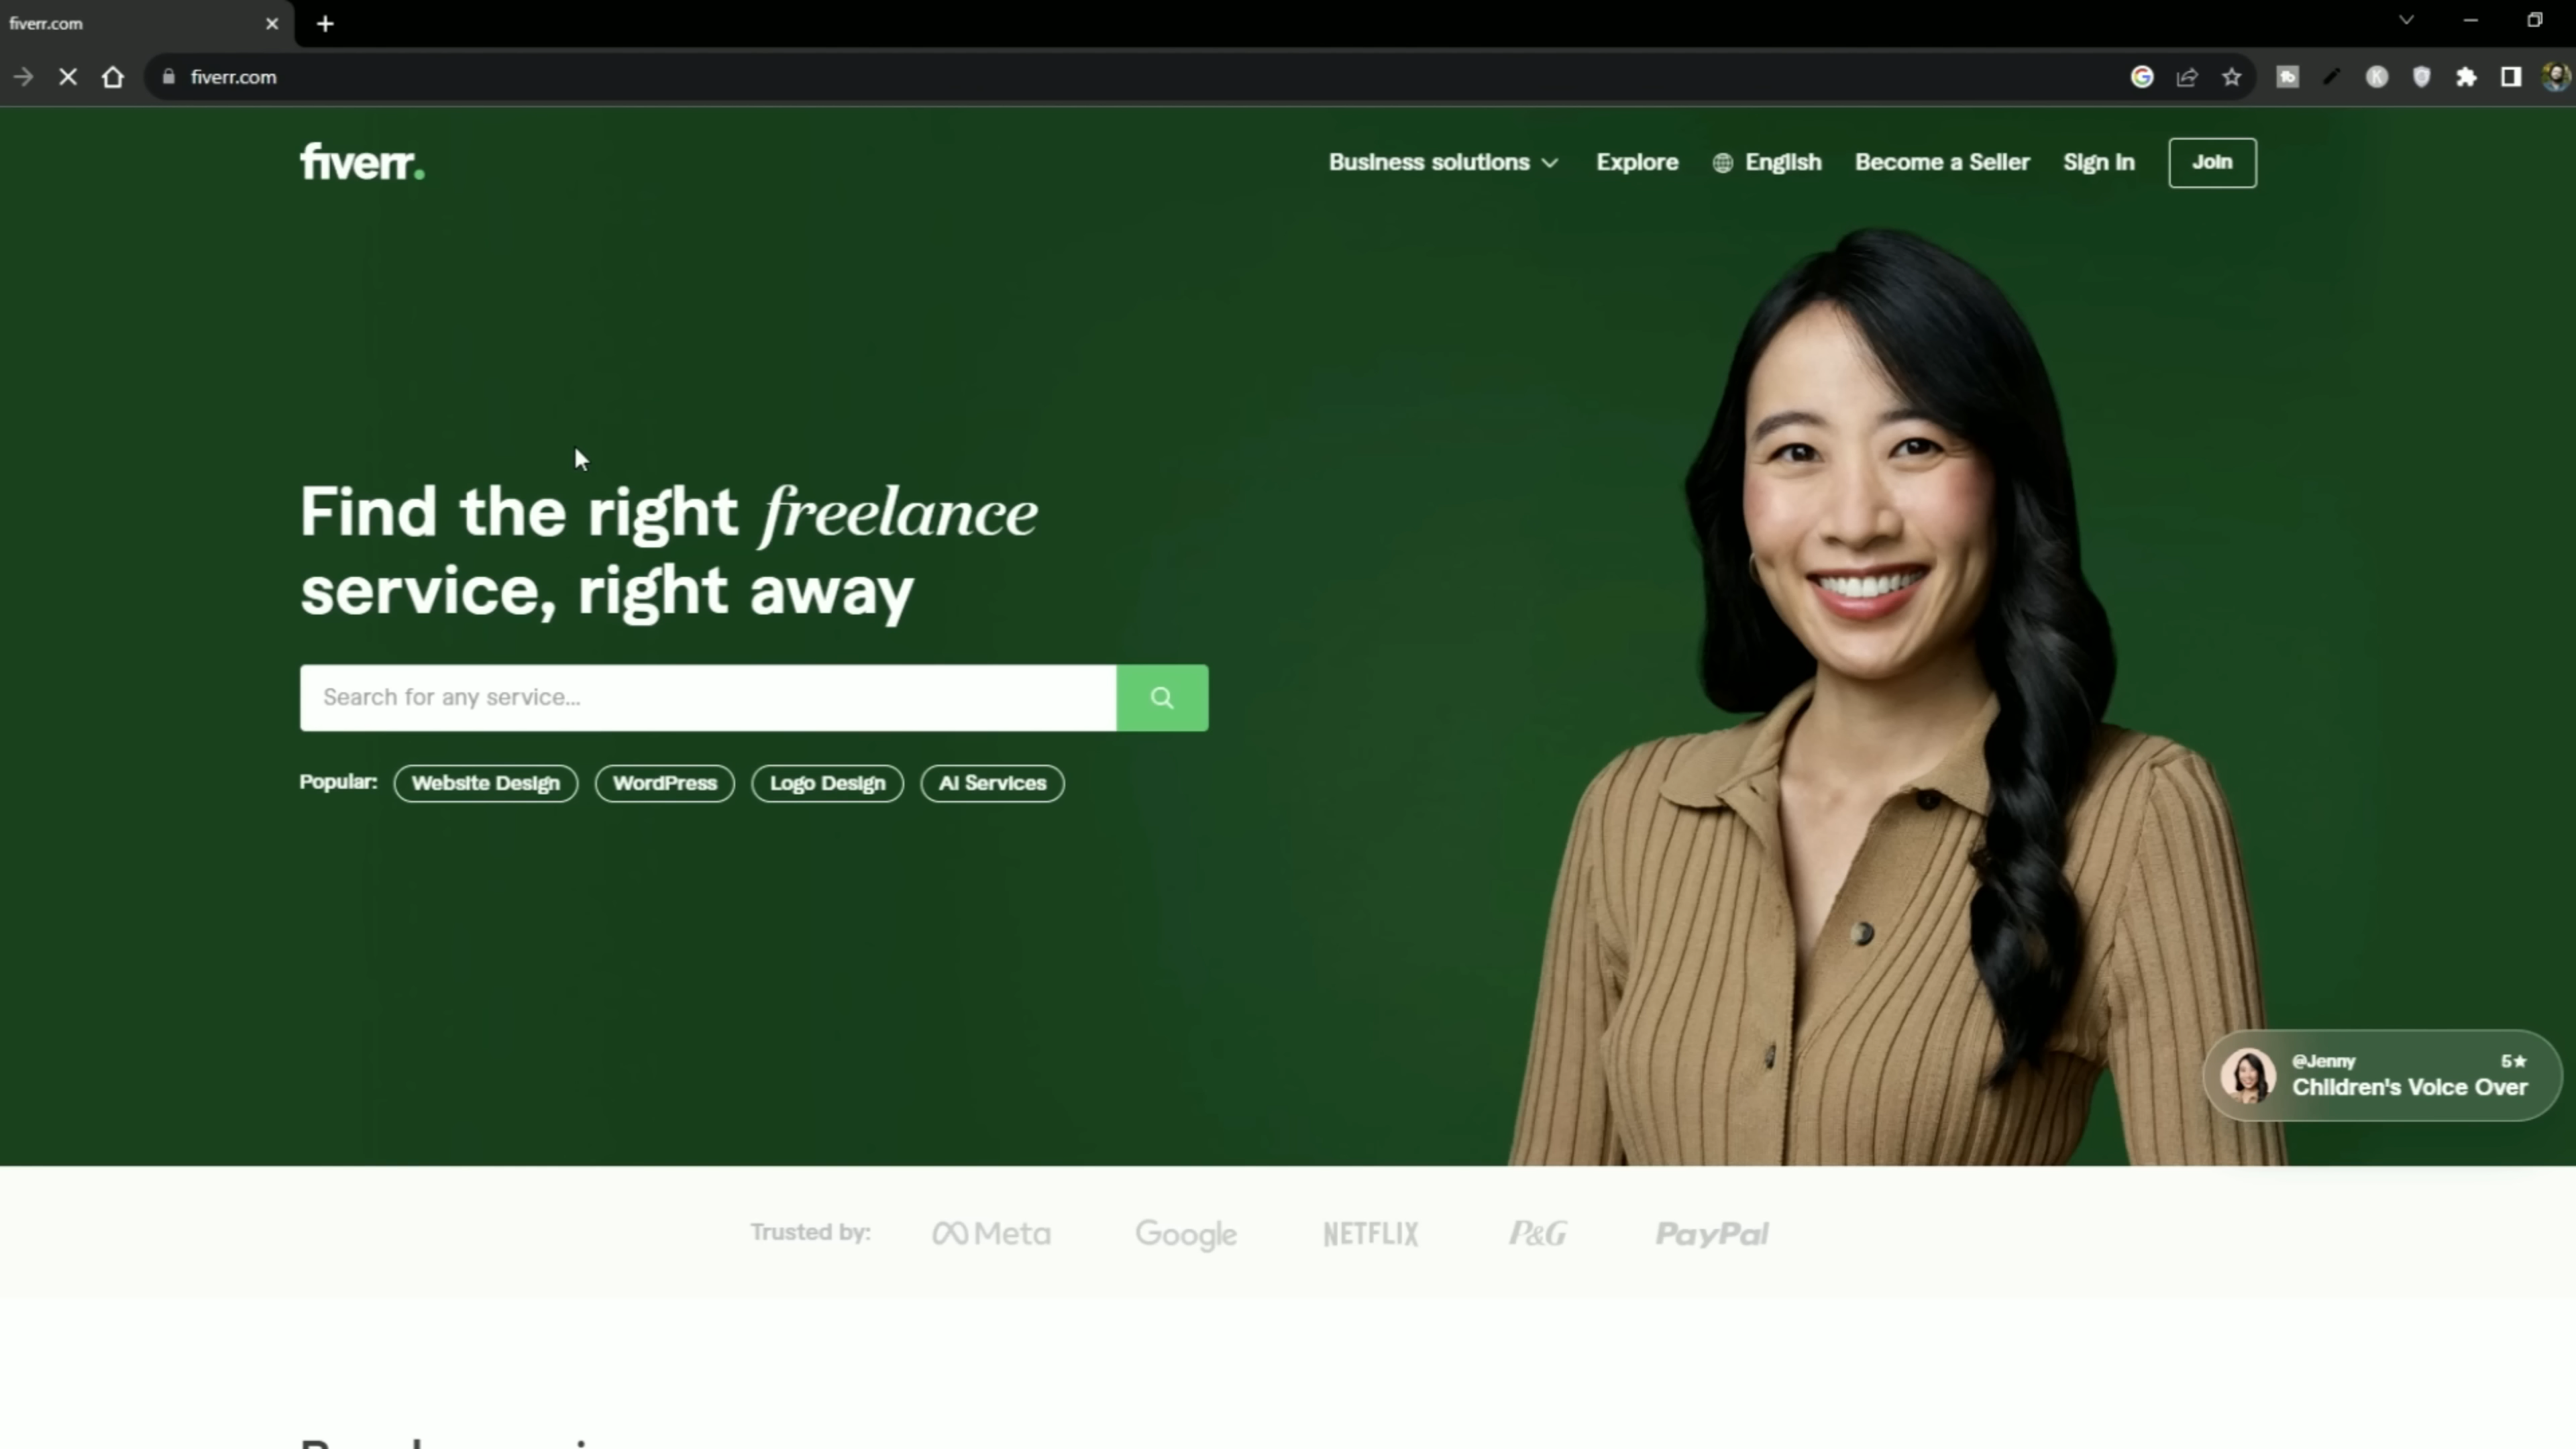 fiverr.com
fiverr.com
fiverr.
Business solutions
Explore
English
Become a Seller
Sign in
Join
Find the right freelance
service, right away
Search for any service...
Popular:
Website Design
WordPress
Logo Design
AI Services
@Jenny
5★
Children's Voice Over
Trusted by:
Meta
Google
NETFLIX
P&G
PayPal